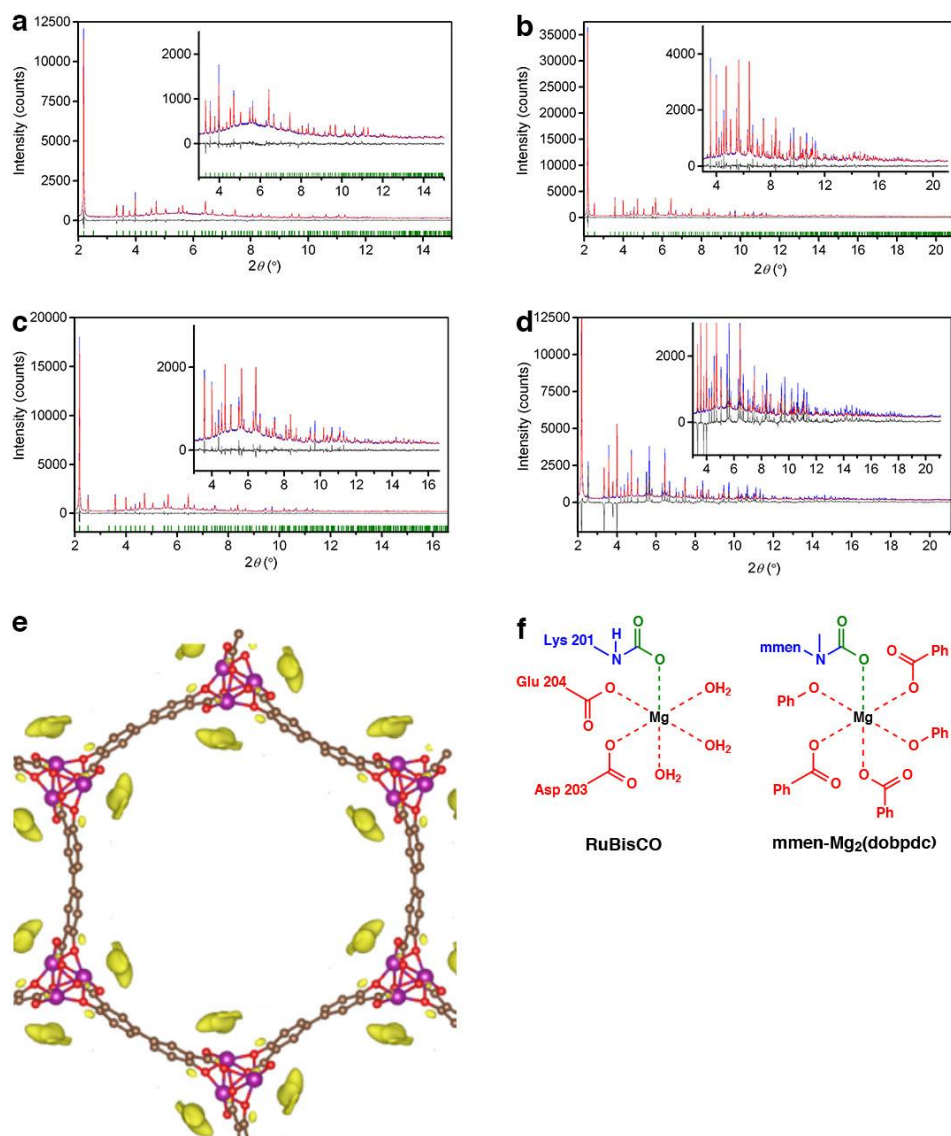 a
12500
10000
7500
5000
2500
0
Intensity (counts)
2000
1000
0
4 6 8 10 12 14
2 4 6 8 10 12 14
2θ (°)
b
35000
30000
25000
20000
15000
10000
5000
0
Intensity (counts)
4000
2000
0
4 8 12 16 20
2 4 6 8 10 12 14 16 18 20
2θ (°)
c
20000
15000
10000
5000
0
Intensity (counts)
2000
0
4 6 8 10 12 14 16
2 4 6 8 10 12 14 16
2θ (°)
d
12500
10000
7500
5000
2500
0
Intensity (counts)
2000
0
4 6 8 10 12 14 16 18 20
2 4 6 8 10 12 14 16 18 20
2θ (°)
e
f
O
Lys 201
H
N
O
Glu 204
O
OH₂
O
Mg
O
OH₂
Asp 203
O
OH₂
RuBisCO
O
mmen
N
O
O
Ph
O
Ph
O
Mg
O
O
Ph
Ph
O
O
O
Ph
mmen-Mg₂(dobpdc)